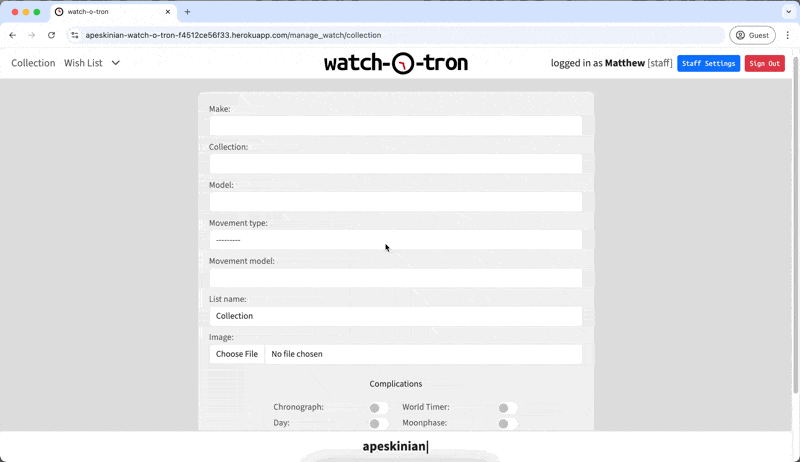 watch-o-tron
apeskinian-watch-o-tron-f4512ce56f33.herokuapp.com/manage_watch/collection
Guest
Collection Wish List watch-o-tron logged in as Matthew [staff] Staff Settings Sign Out
Make:
Collection:
Model:
Movement type:
---------
Movement model:
List name:
Collection
Image:
Choose File No file chosen
Complications
Chronograph: World Timer:
Day: Moonphase:
apeskinian